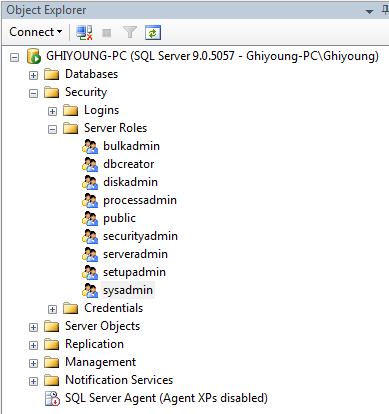 Object Explorer
Connect
GHIYOUNG-PC (SQL Server 9.0.5057 - Ghiyoung-PC\Ghiyoung)
Databases
Security
Logins
Server Roles
bulkadmin
dbcreator
diskadmin
processadmin
public
securityadmin
serveradmin
setupadmin
sysadmin
Credentials
Server Objects
Replication
Management
Notification Services
SQL Server Agent (Agent XPs disabled)